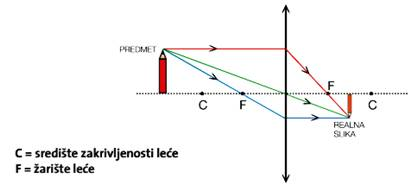 PREDMET
C
F
F
C
REALNA
SLIKA
C = središte zakrivljenosti leće
F = žarište leće